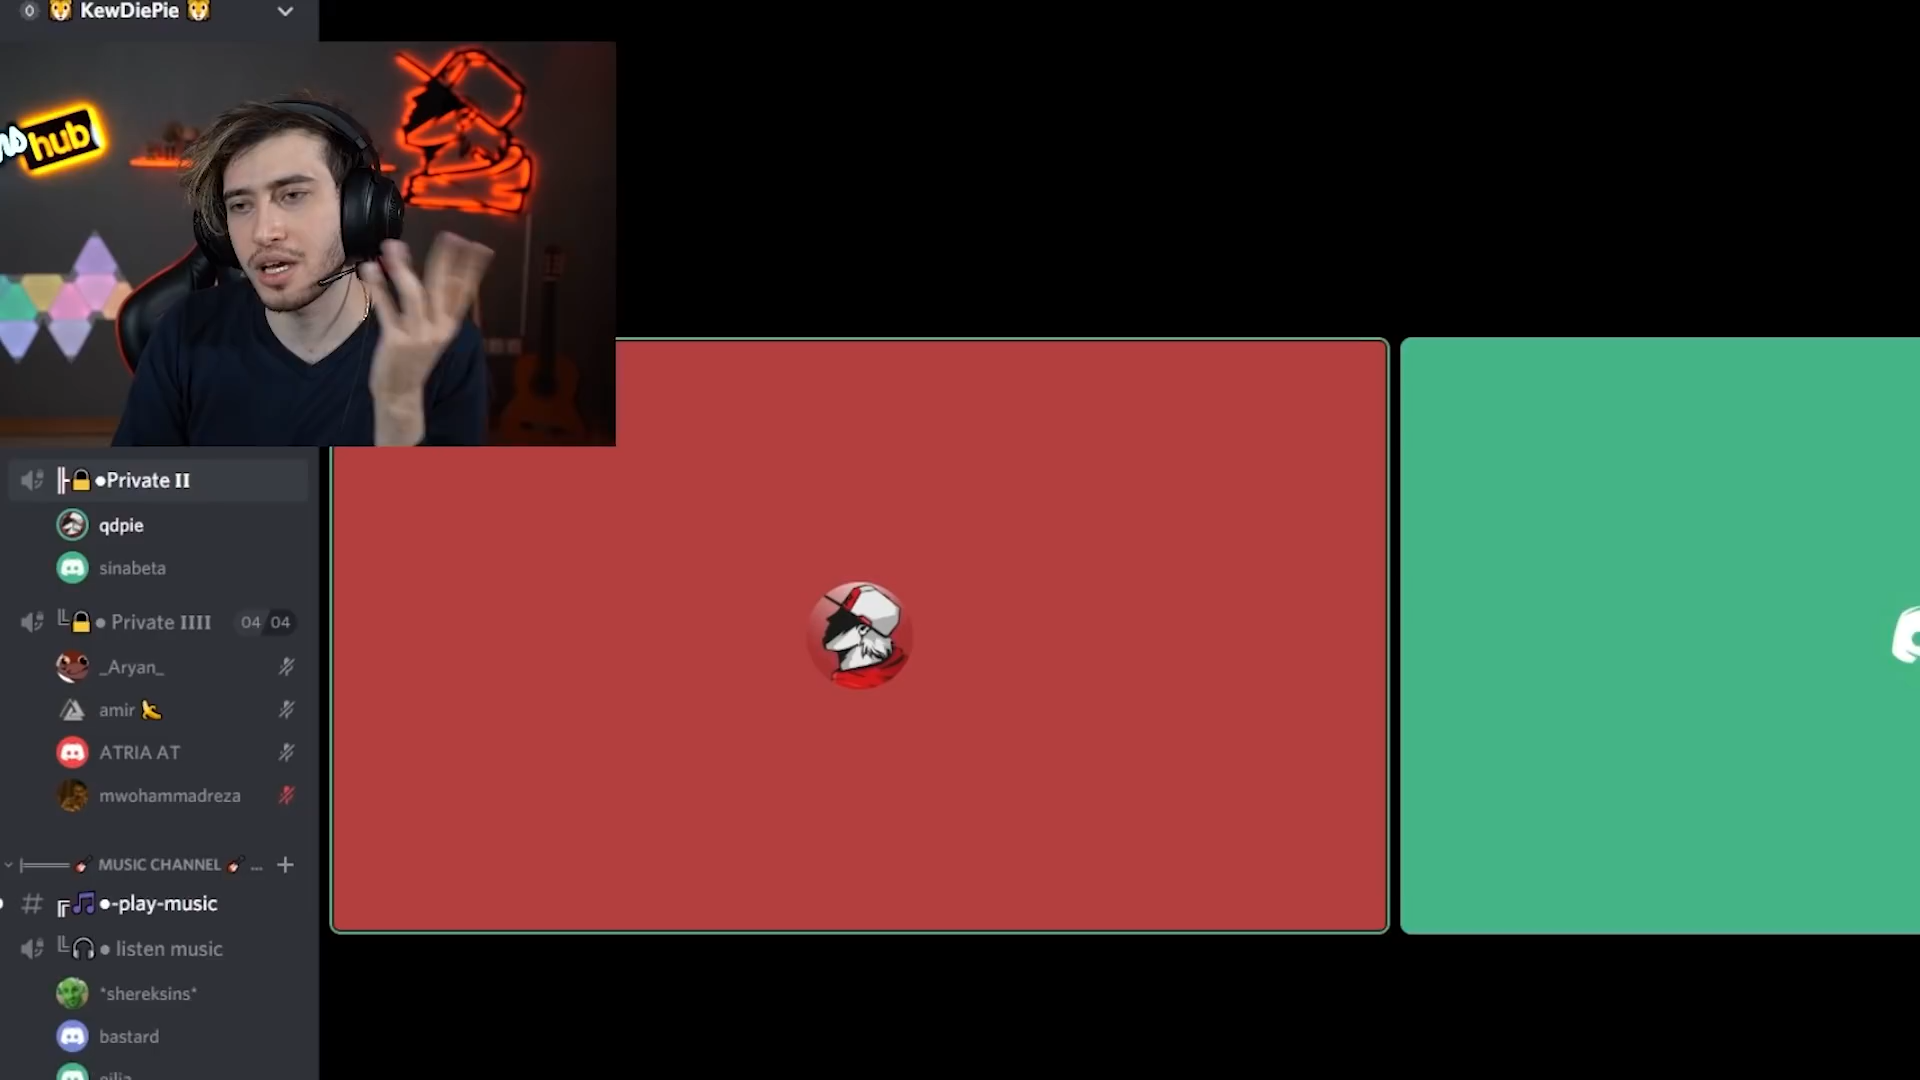 KewDiePie
ns hub
●Private II
qdpie
sinabeta
● Private IIII 04 04
_Aryan_
amir
ATRIA AT
mwohammadreza
MUSIC CHANNEL ...
●-play-music
● listen music
*shereksins*
bastard